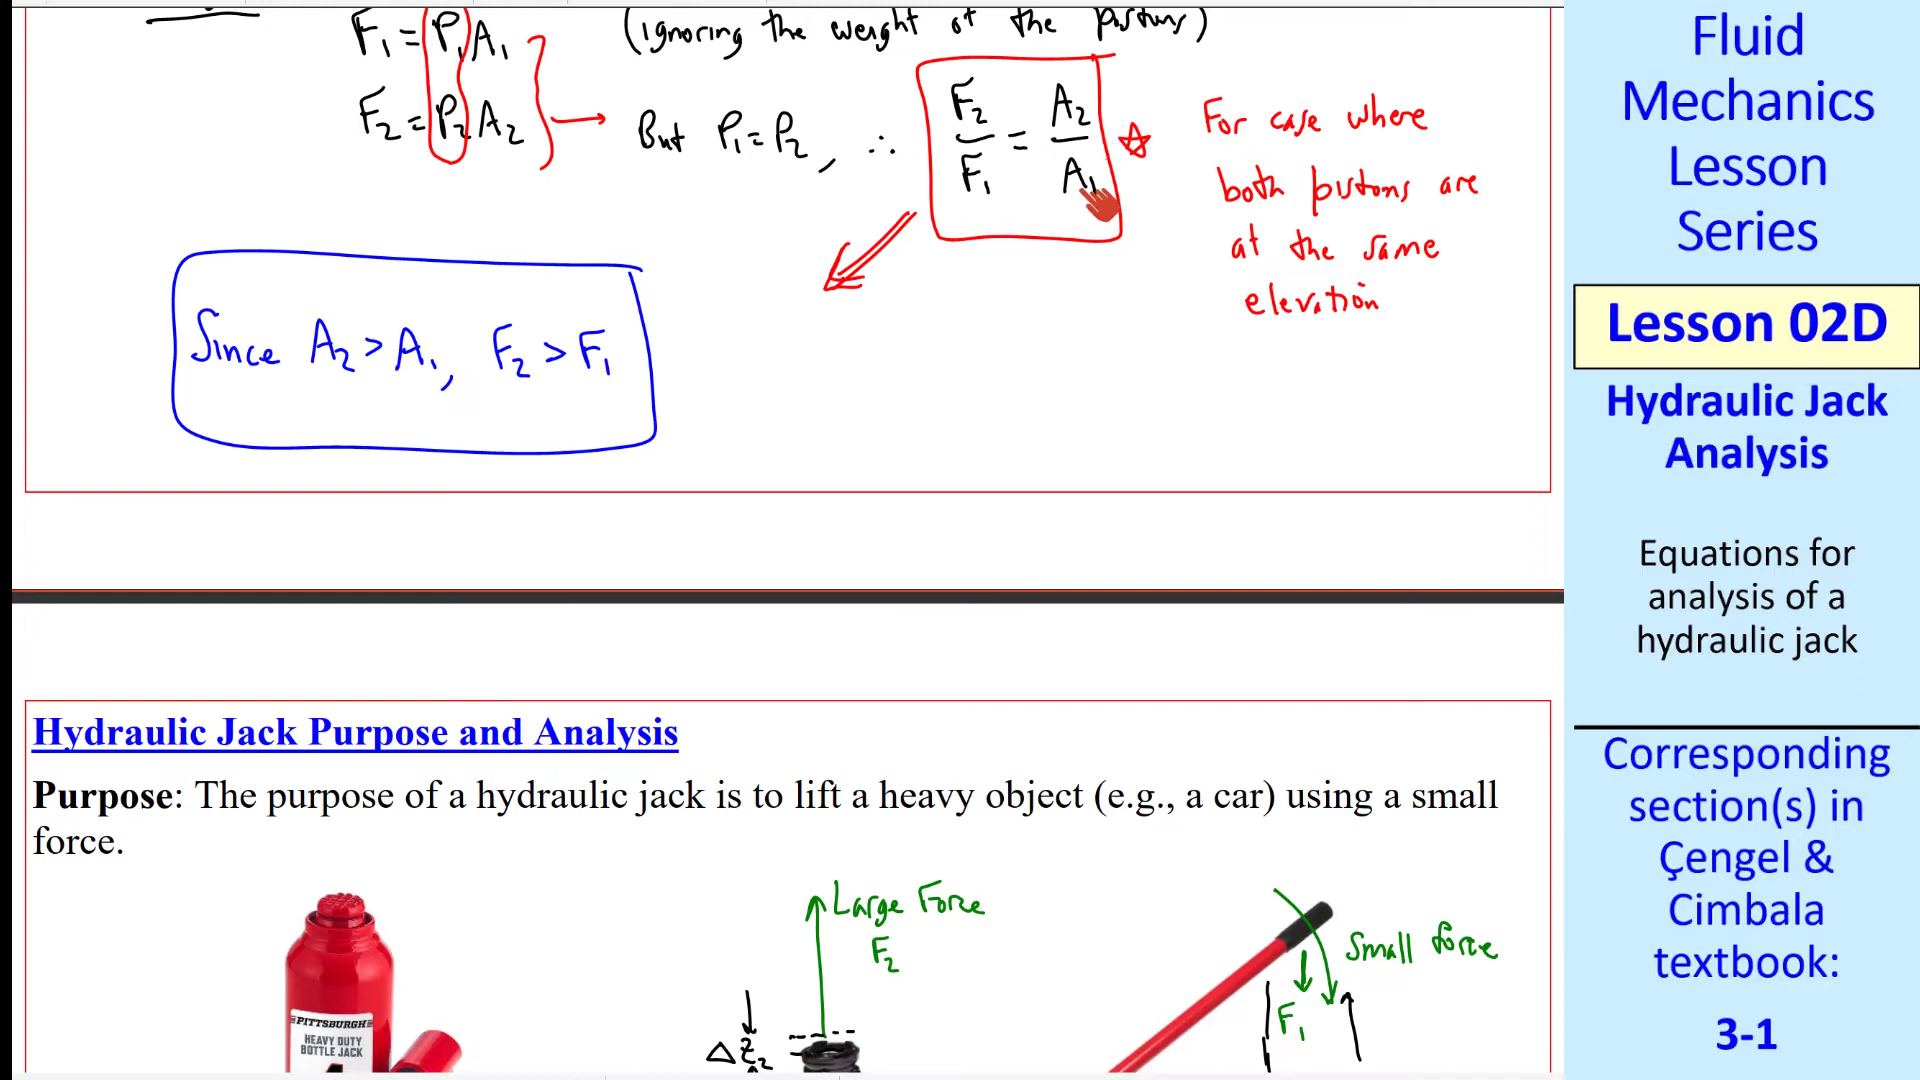 F₁ = P₁ A₁ (ignoring the weight of the pistons)
F₂ = P₂ A₂
But P₁ = P₂, ∴ F₂/F₁ = A₂/A₁ ☆
For case where
both pistons are
at the same
elevation
Since A₂ > A₁, F₂ > F₁
Hydraulic Jack Purpose and Analysis
Purpose: The purpose of a hydraulic jack is to lift a heavy object (e.g., a car) using a small
force.
Large Force
F₂
Small force
F₁
Δz₂
PITTSBURGH
HEAVY DUTY
BOTTLE JACK
Fluid
Mechanics
Lesson
Series
Lesson 02D
Hydraulic Jack
Analysis
Equations for
analysis of a
hydraulic jack
Corresponding
section(s) in
Çengel &
Cimbala
textbook:
3-1